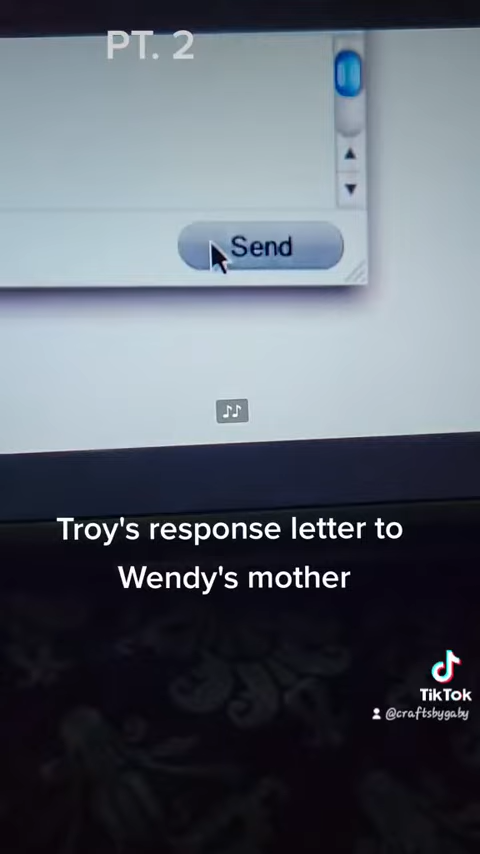 PT. 2
Send
Troy's response letter to
Wendy's mother
TikTok
@craftsbygaby